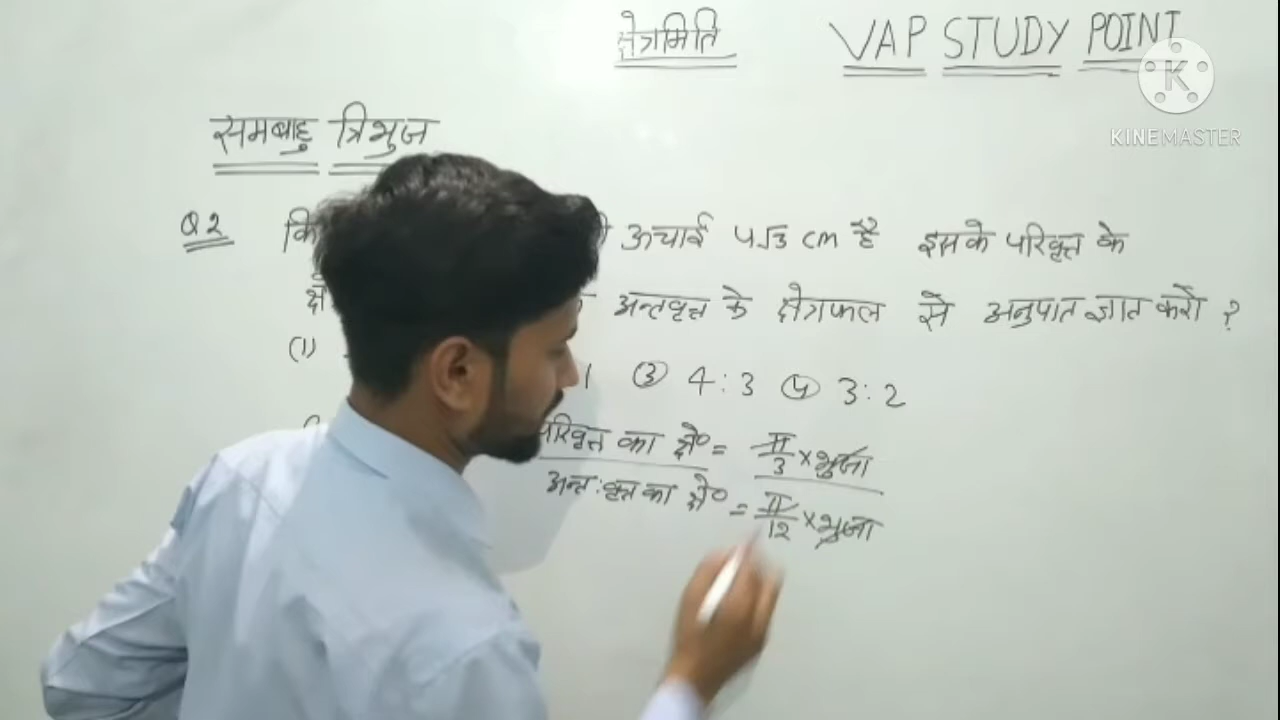 क्षेत्रमिति VAP STUDY POINT
KINEMASTER
समबाहु त्रिभुज
Q2 ऊचाई 4√3 cm है इसके परिवृत्त के
अन्तवृत्त के क्षेत्रफल से अनुपात ज्ञात करो ?
(1) 1 ③ 4:3 ④ 3:2
परिवृत्त का क्षे० = π/3 × भुजा
अन्तःवृत्त का क्षे० = π/12 × भुजा